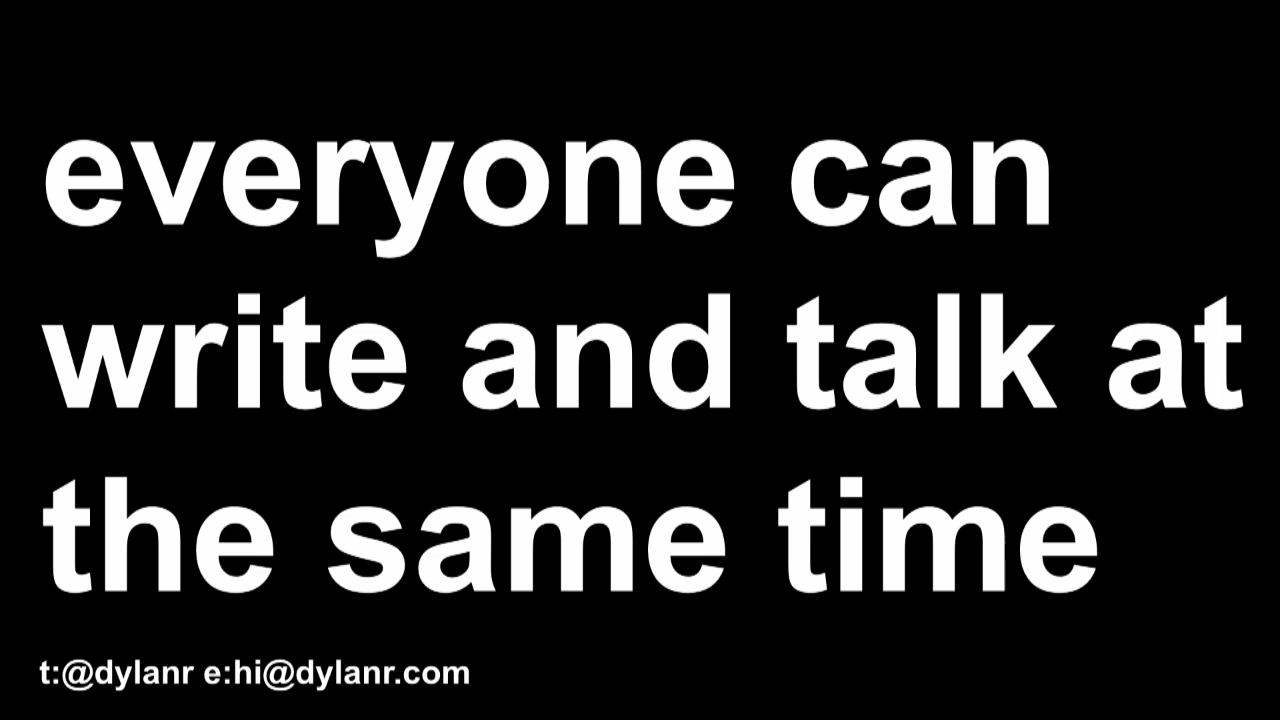 everyone can
write and talk at
the same time
t:@dylanr e:hi@dylanr.com